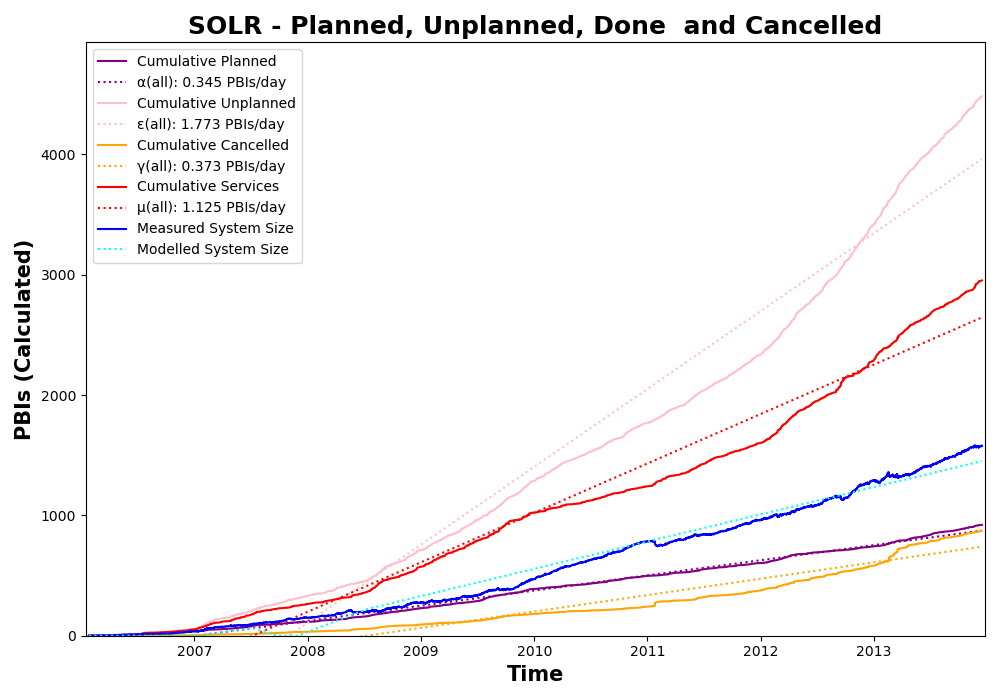 SOLR - Planned, Unplanned, Done  and Cancelled
Cumulative Planned
α(all): 0.345 PBIs/day
Cumulative Unplanned
ε(all): 1.773 PBIs/day
Cumulative Cancelled
γ(all): 0.373 PBIs/day
Cumulative Services
μ(all): 1.125 PBIs/day
Measured System Size
Modelled System Size
PBIs (Calculated)
4000
3000
2000
1000
0
2007 2008 2009 2010 2011 2012 2013
Time